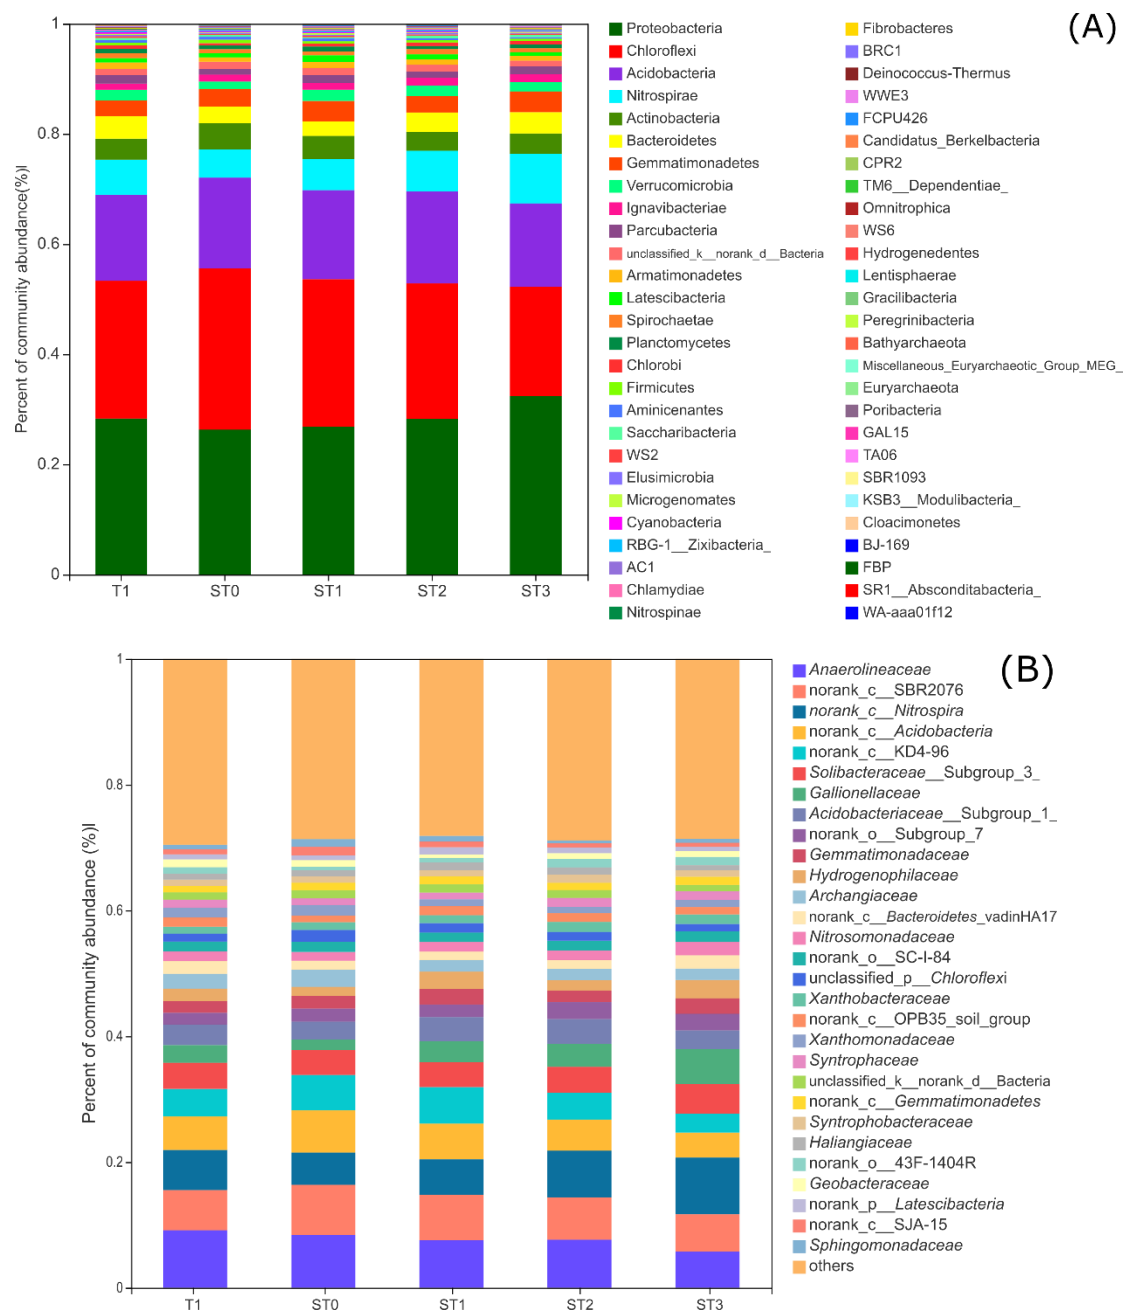 (A)
Percent of community abundance(%)l
1
0.8
0.6
0.4
0.2
0
T1 ST0 ST1 ST2 ST3
Proteobacteria
Chloroflexi
Acidobacteria
Nitrospirae
Actinobacteria
Bacteroidetes
Gemmatimonadetes
Verrucomicrobia
Ignavibacteriae
Parcubacteria
unclassified_k__norank_d__Bacteria
Armatimonadetes
Latescibacteria
Spirochaetae
Planctomycetes
Chlorobi
Firmicutes
Aminicenantes
Saccharibacteria
WS2
Elusimicrobia
Microgenomates
Cyanobacteria
RBG-1__Zixibacteria_
AC1
Chlamydiae
Nitrospinae
Fibrobacteres
BRC1
Deinococcus-Thermus
WWE3
FCPU426
Candidatus_Berkelbacteria
CPR2
TM6__Dependentiae_
Omnitrophica
WS6
Hydrogenedentes
Lentisphaerae
Gracilibacteria
Peregrinibacteria
Bathyarchaeota
Miscellaneous_Euryarchaeotic_Group_MEG_
Euryarchaeota
Poribacteria
GAL15
TA06
SBR1093
KSB3__Modulibacteria_
Cloacimonetes
BJ-169
FBP
SR1__Absconditabacteria_
WA-aaa01f12
(B)
Percent of community abundance (%)l
1
0.8
0.6
0.4
0.2
0
T1 ST0 ST1 ST2 ST3
Anaerolineaceae
norank_c__SBR2076
norank_c__Nitrospira
norank_c__Acidobacteria
norank_c__KD4-96
Solibacteraceae__Subgroup_3_
Gallionellaceae
Acidobacteriaceae__Subgroup_1_
norank_o__Subgroup_7
Gemmatimonadaceae
Hydrogenophilaceae
Archangiaceae
norank_c__Bacteroidetes_vadinHA17
Nitrosomonadaceae
norank_o__SC-I-84
unclassified_p__Chloroflexi
Xanthobacteraceae
norank_c__OPB35_soil_group
Xanthomonadaceae
Syntrophaceae
unclassified_k__norank_d__Bacteria
norank_c__Gemmatimonadetes
Syntrophobacteraceae
Haliangiaceae
norank_o__43F-1404R
Geobacteraceae
norank_p__Latescibacteria
norank_c__SJA-15
Sphingomonadaceae
others